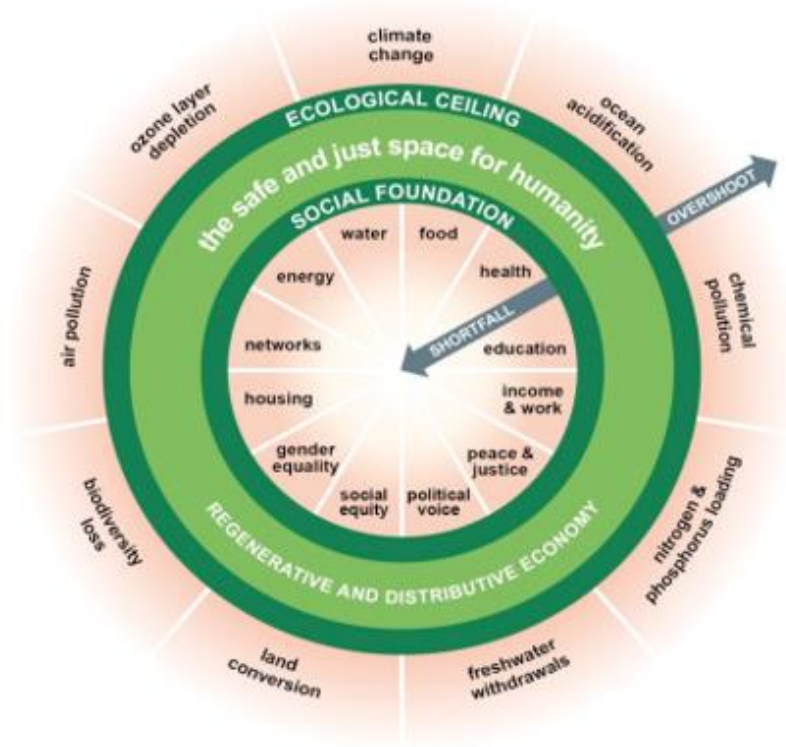 climate
change
ocean
acidification
OVERSHOOT
chemical
pollution
nitrogen &
phosphorus loading
freshwater
withdrawals
land
conversion
biodiversity
loss
air pollution
ozone layer
depletion
ECOLOGICAL CEILING
the safe and just space for humanity
SOCIAL FOUNDATION
water
food
energy
health
SHORTFALL
networks
education
housing
income
& work
gender
equality
peace &
justice
social
equity
political
voice
REGENERATIVE AND DISTRIBUTIVE ECONOMY